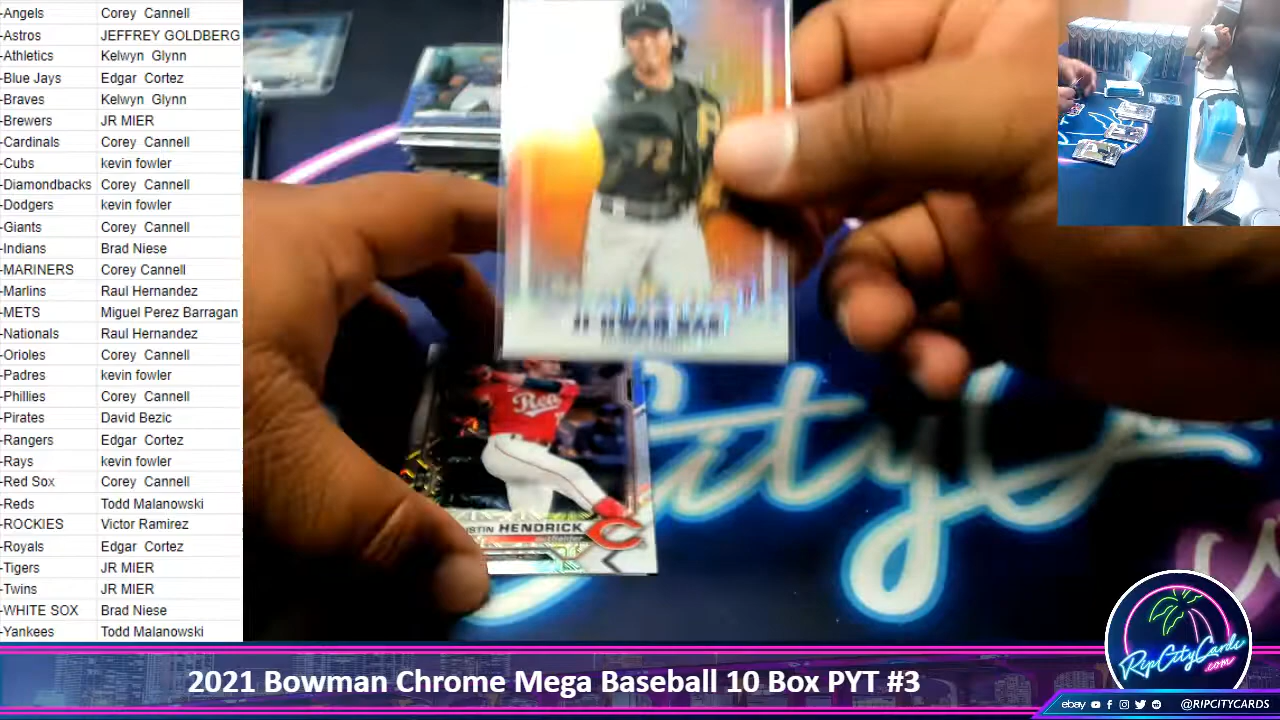 -Angels Corey Cannell
-Astros JEFFREY GOLDBERG
-Athletics Kelwyn Glynn
-Blue Jays Edgar Cortez
-Braves Kelwyn Glynn
-Brewers JR MIER
-Cardinals Corey Cannell
-Cubs kevin fowler
-Diamondbacks Corey Cannell
-Dodgers kevin fowler
-Giants Corey Cannell
-Indians Brad Niese
-MARINERS Corey Cannell
-Marlins Raul Hernandez
-METS Miguel Perez Barragan
-Nationals Raul Hernandez
-Orioles Corey Cannell
-Padres kevin fowler
-Phillies Corey Cannell
-Pirates David Bezic
-Rangers Edgar Cortez
-Rays kevin fowler
-Red Sox Corey Cannell
-Reds Todd Malanowski
-ROCKIES Victor Ramirez
-Royals Edgar Cortez
-Tigers JR MIER
-Twins JR MIER
-WHITE SOX Brad Niese
-Yankees Todd Malanowski
HENDRICK
outfielder
RipCityCards
.com
2021 Bowman Chrome Mega Baseball 10 Box PYT #3
ebay @RIPCITYCARDS